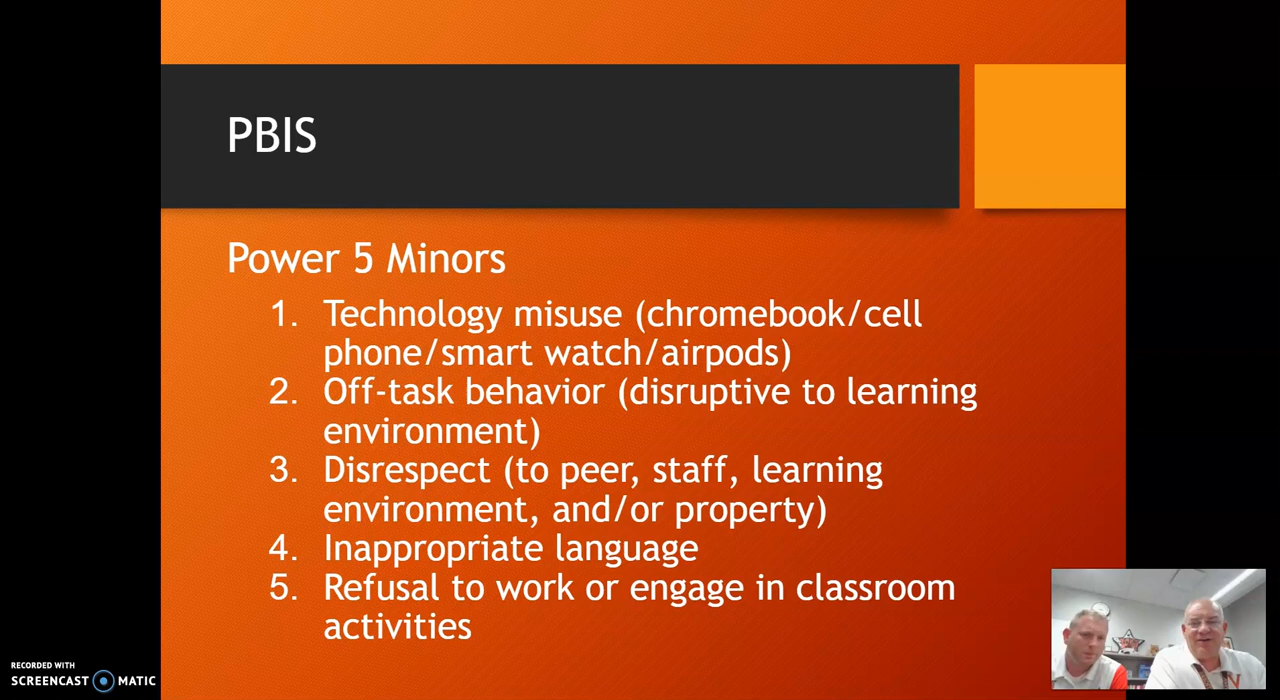 PBIS
Power 5 Minors
1. Technology misuse (chromebook/cell
phone/smart watch/airpods)
2. Off-task behavior (disruptive to learning
environment)
3. Disrespect (to peer, staff, learning
environment, and/or property)
4. Inappropriate language
5. Refusal to work or engage in classroom
activities
RECORDED WITH
SCREENCAST MATIC
N